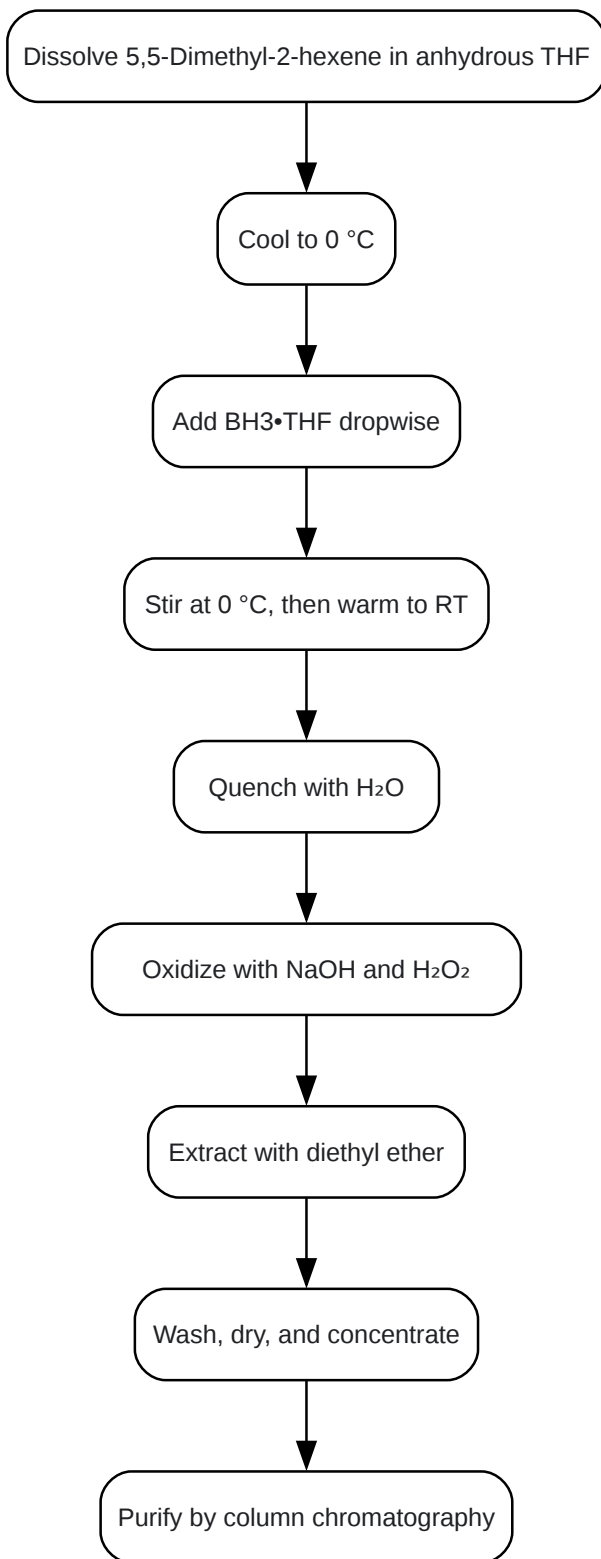 Dissolve 5,5-Dimethyl-2-hexene in anhydrous THF
Cool to 0 °C
Add BH3•THF dropwise
Stir at 0 °C, then warm to RT
Quench with H₂O
Oxidize with NaOH and H₂O₂
Extract with diethyl ether
Wash, dry, and concentrate
Purify by column chromatography